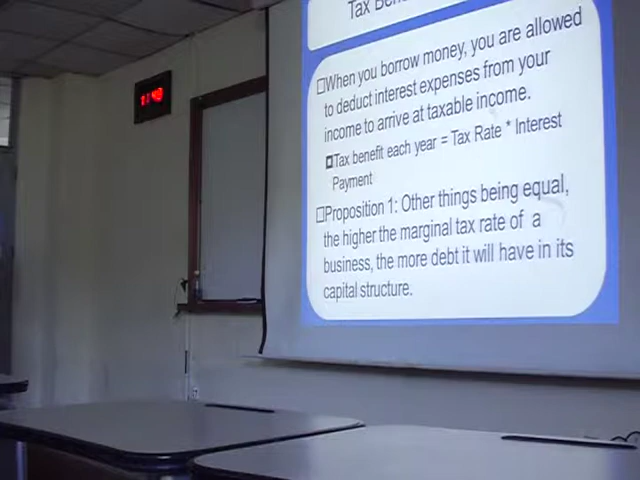 Tax
When you borrow money, you are allowed
to deduct interest expenses from your
income to arrive at taxable income.
Tax benefit each year = Tax Rate * Interest
Payment
Proposition 1: Other things being equal,
the higher the marginal tax rate of a
business, the more debt it will have in its
capital structure.